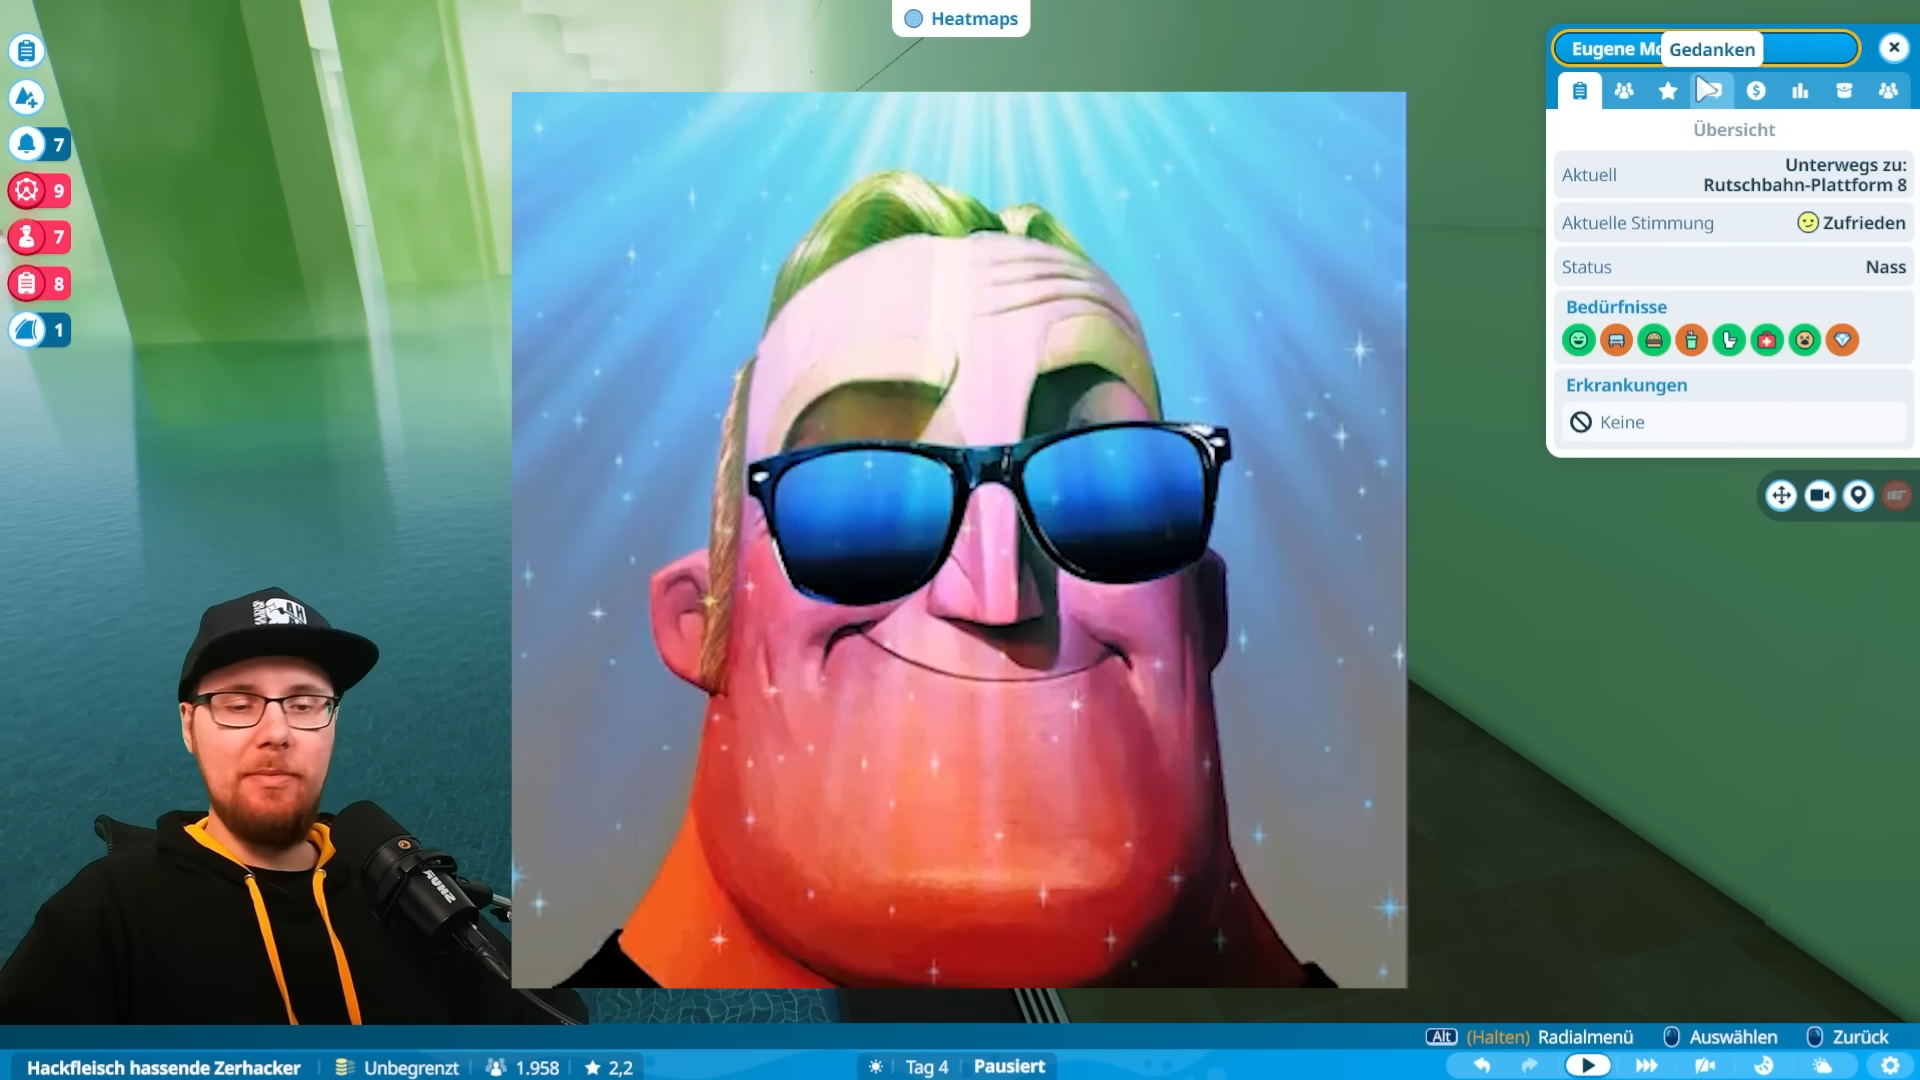 Heatmaps
7
9
7
8
1
Eugene Mo
Gedanken
Übersicht
Aktuell
Unterwegs zu:
Rutschbahn-Plattform 8
Aktuelle Stimmung
Zufrieden
Status
Nass
Bedürfnisse
Erkrankungen
Keine
Alt (Halten) Radialmenü
Auswählen
Zurück
Hackfleisch hassende Zerhacker
Unbegrenzt
1.958
2,2
Tag 4
Pausiert